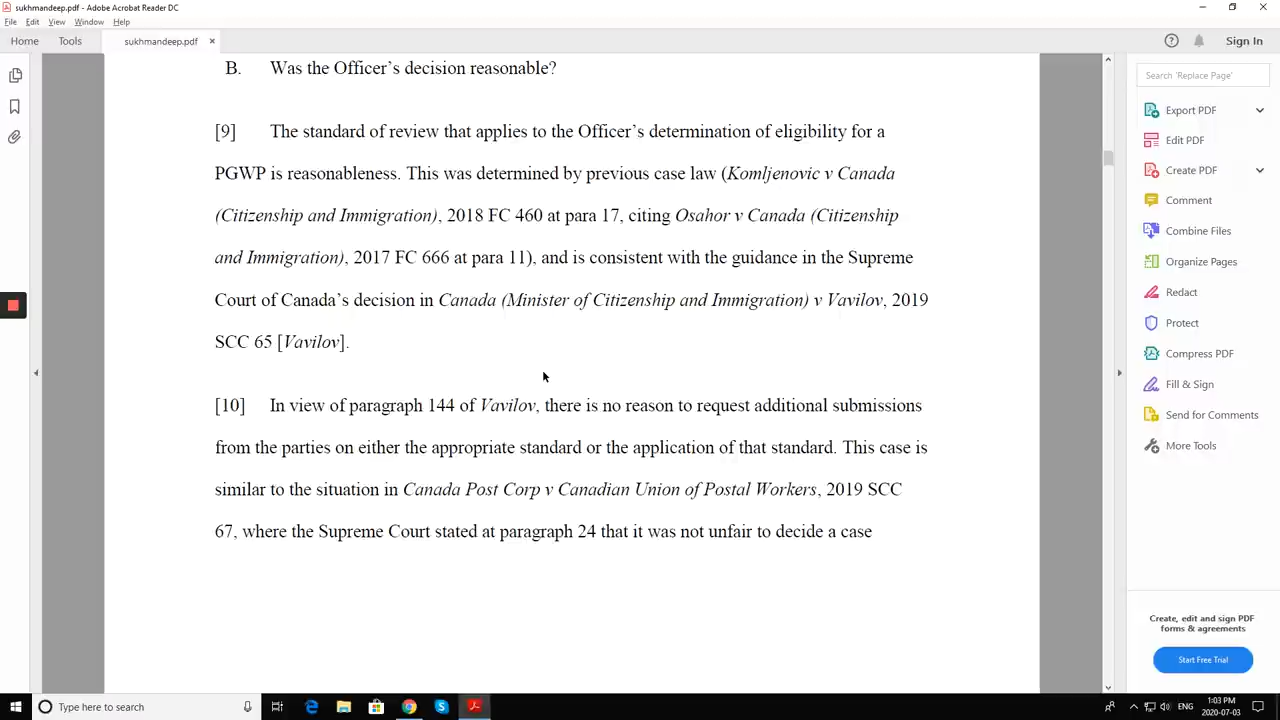 sukhmandeep.pdf - Adobe Acrobat Reader DC
File Edit View Window Help
Home Tools sukhmandeep.pdf × Sign In
B. Was the Officer's decision reasonable?
[9] The standard of review that applies to the Officer's determination of eligibility for a
PGWP is reasonableness. This was determined by previous case law (Komljenovic v Canada
(Citizenship and Immigration), 2018 FC 460 at para 17, citing Osahor v Canada (Citizenship
and Immigration), 2017 FC 666 at para 11), and is consistent with the guidance in the Supreme
Court of Canada's decision in Canada (Minister of Citizenship and Immigration) v Vavilov, 2019
SCC 65 [Vavilov].
[10] In view of paragraph 144 of Vavilov, there is no reason to request additional submissions
from the parties on either the appropriate standard or the application of that standard. This case is
similar to the situation in Canada Post Corp v Canadian Union of Postal Workers, 2019 SCC
67, where the Supreme Court stated at paragraph 24 that it was not unfair to decide a case
Search 'Replace Page'
Export PDF
Edit PDF
Create PDF
Comment
Combine Files
Organize Pages
Redact
Protect
Compress PDF
Fill & Sign
Send for Comments
More Tools
Create, edit and sign PDF
forms & agreements
Start Free Trial
Type here to search
ENG
1:03 PM
2020-07-03